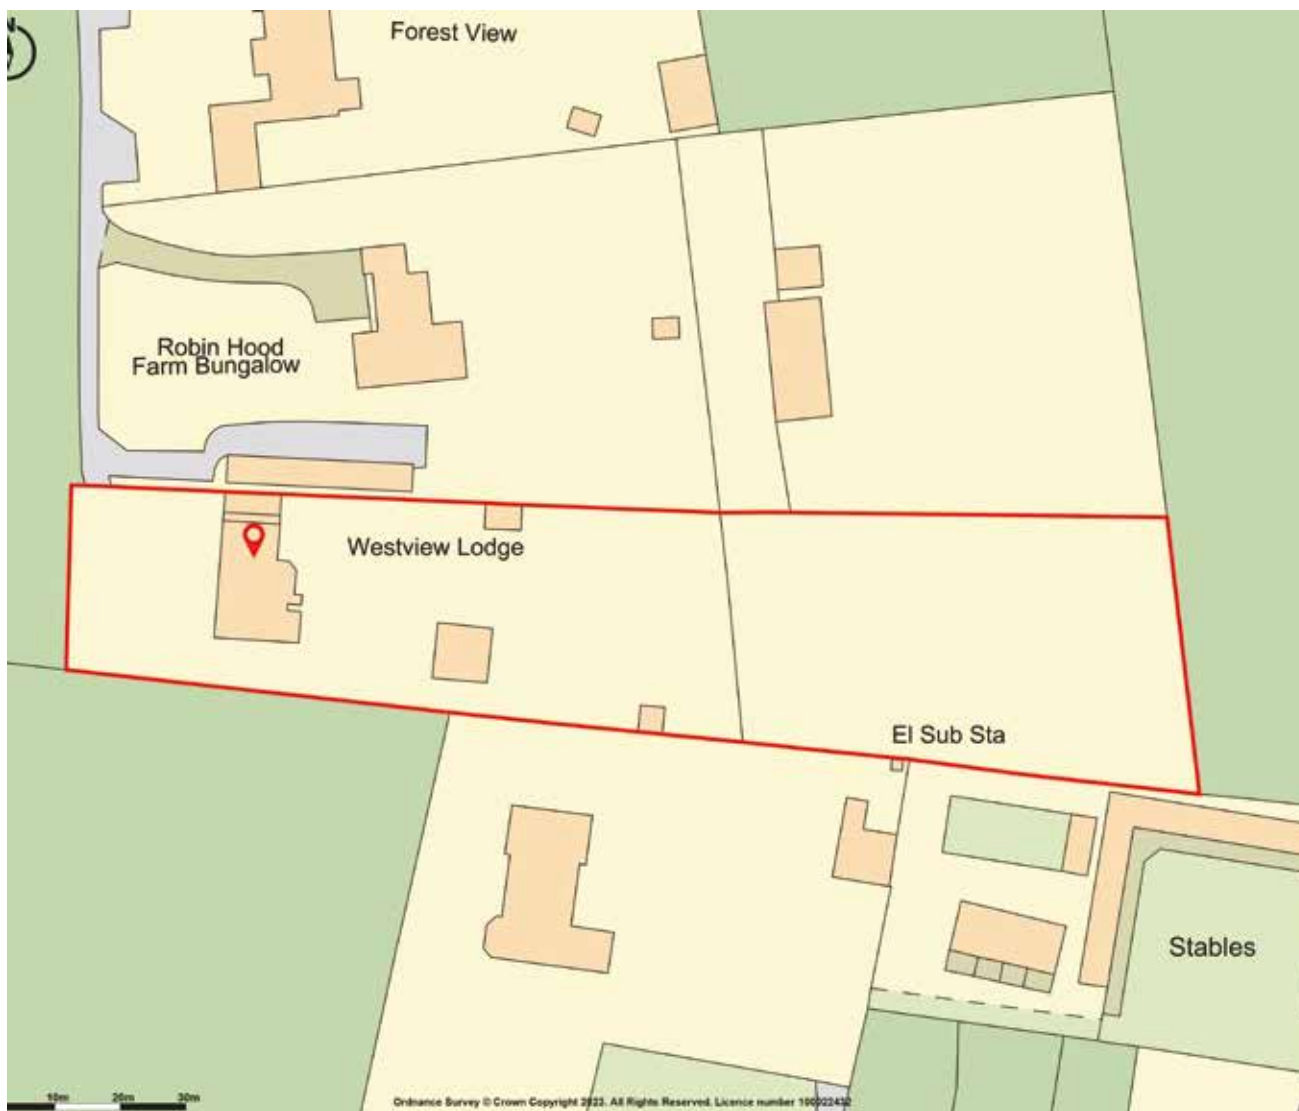 N
Forest View
Robin Hood
Farm Bungalow
Westview Lodge
El Sub Sta
Stables
10m 20m 30m
Ordnance Survey © Crown Copyright 2023. All Rights Reserved. Licence number 100022432